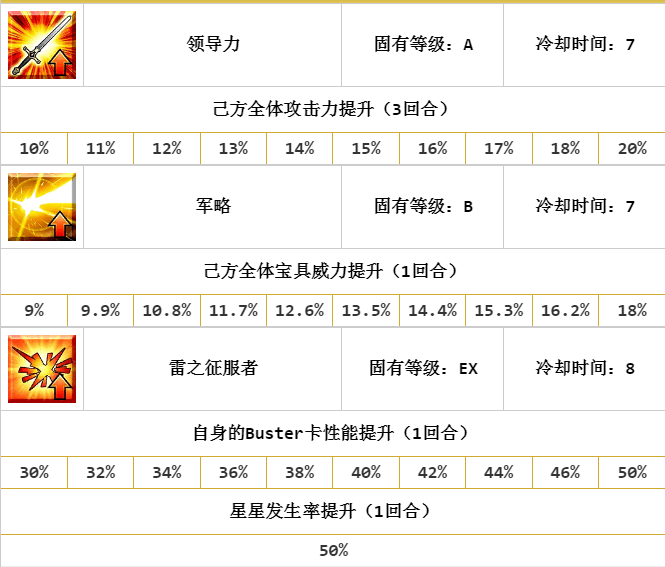 领导力 固有等级：A 冷却时间：7
己方全体攻击力提升（3回合）
10% 11% 12% 13% 14% 15% 16% 17% 18% 20%
军略 固有等级：B 冷却时间：7
己方全体宝具威力提升（1回合）
9% 9.9% 10.8% 11.7% 12.6% 13.5% 14.4% 15.3% 16.2% 18%
雷之征服者 固有等级：EX 冷却时间：8
自身的Buster卡性能提升（1回合）
30% 32% 34% 36% 38% 40% 42% 44% 46% 50%
星星发生率提升（1回合）
50%